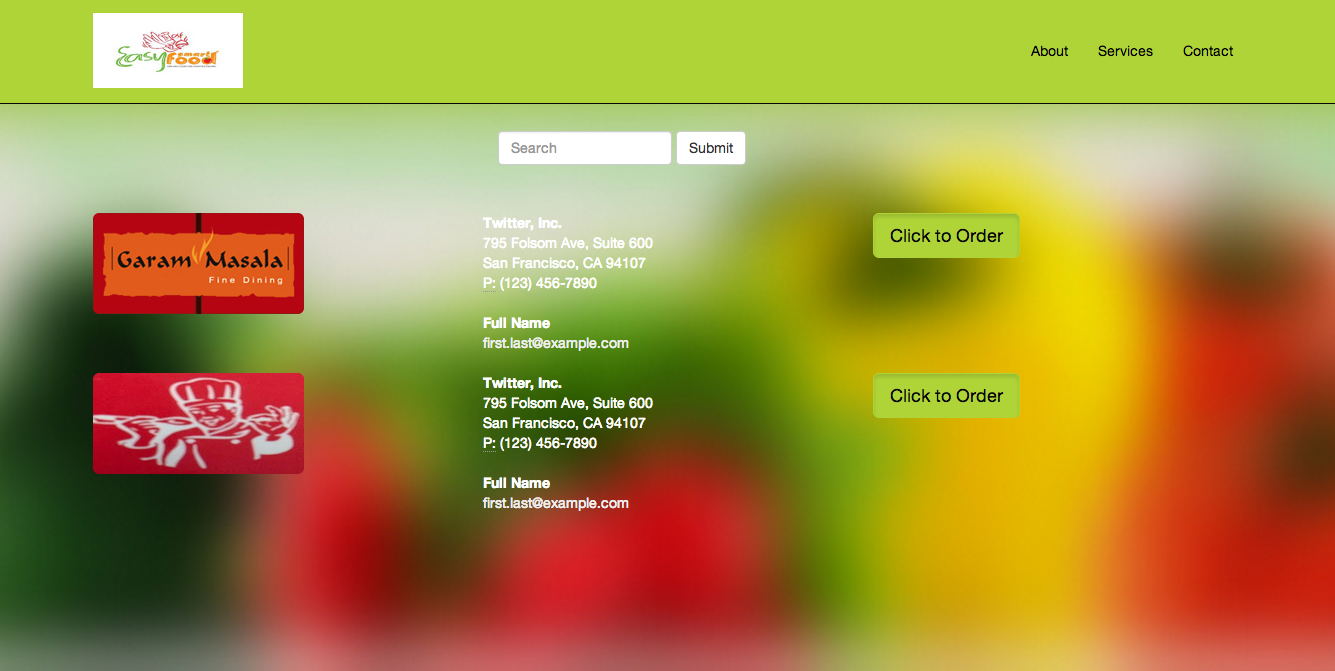 Easy
Food
About
Services
Contact
Search
Submit
Garam Masala
Fine Dining
Twitter, Inc.
795 Folsom Ave, Suite 600
San Francisco, CA 94107
P: (123) 456-7890
Full Name
first.last@example.com
Click to Order
Twitter, Inc.
795 Folsom Ave, Suite 600
San Francisco, CA 94107
P: (123) 456-7890
Full Name
first.last@example.com
Click to Order